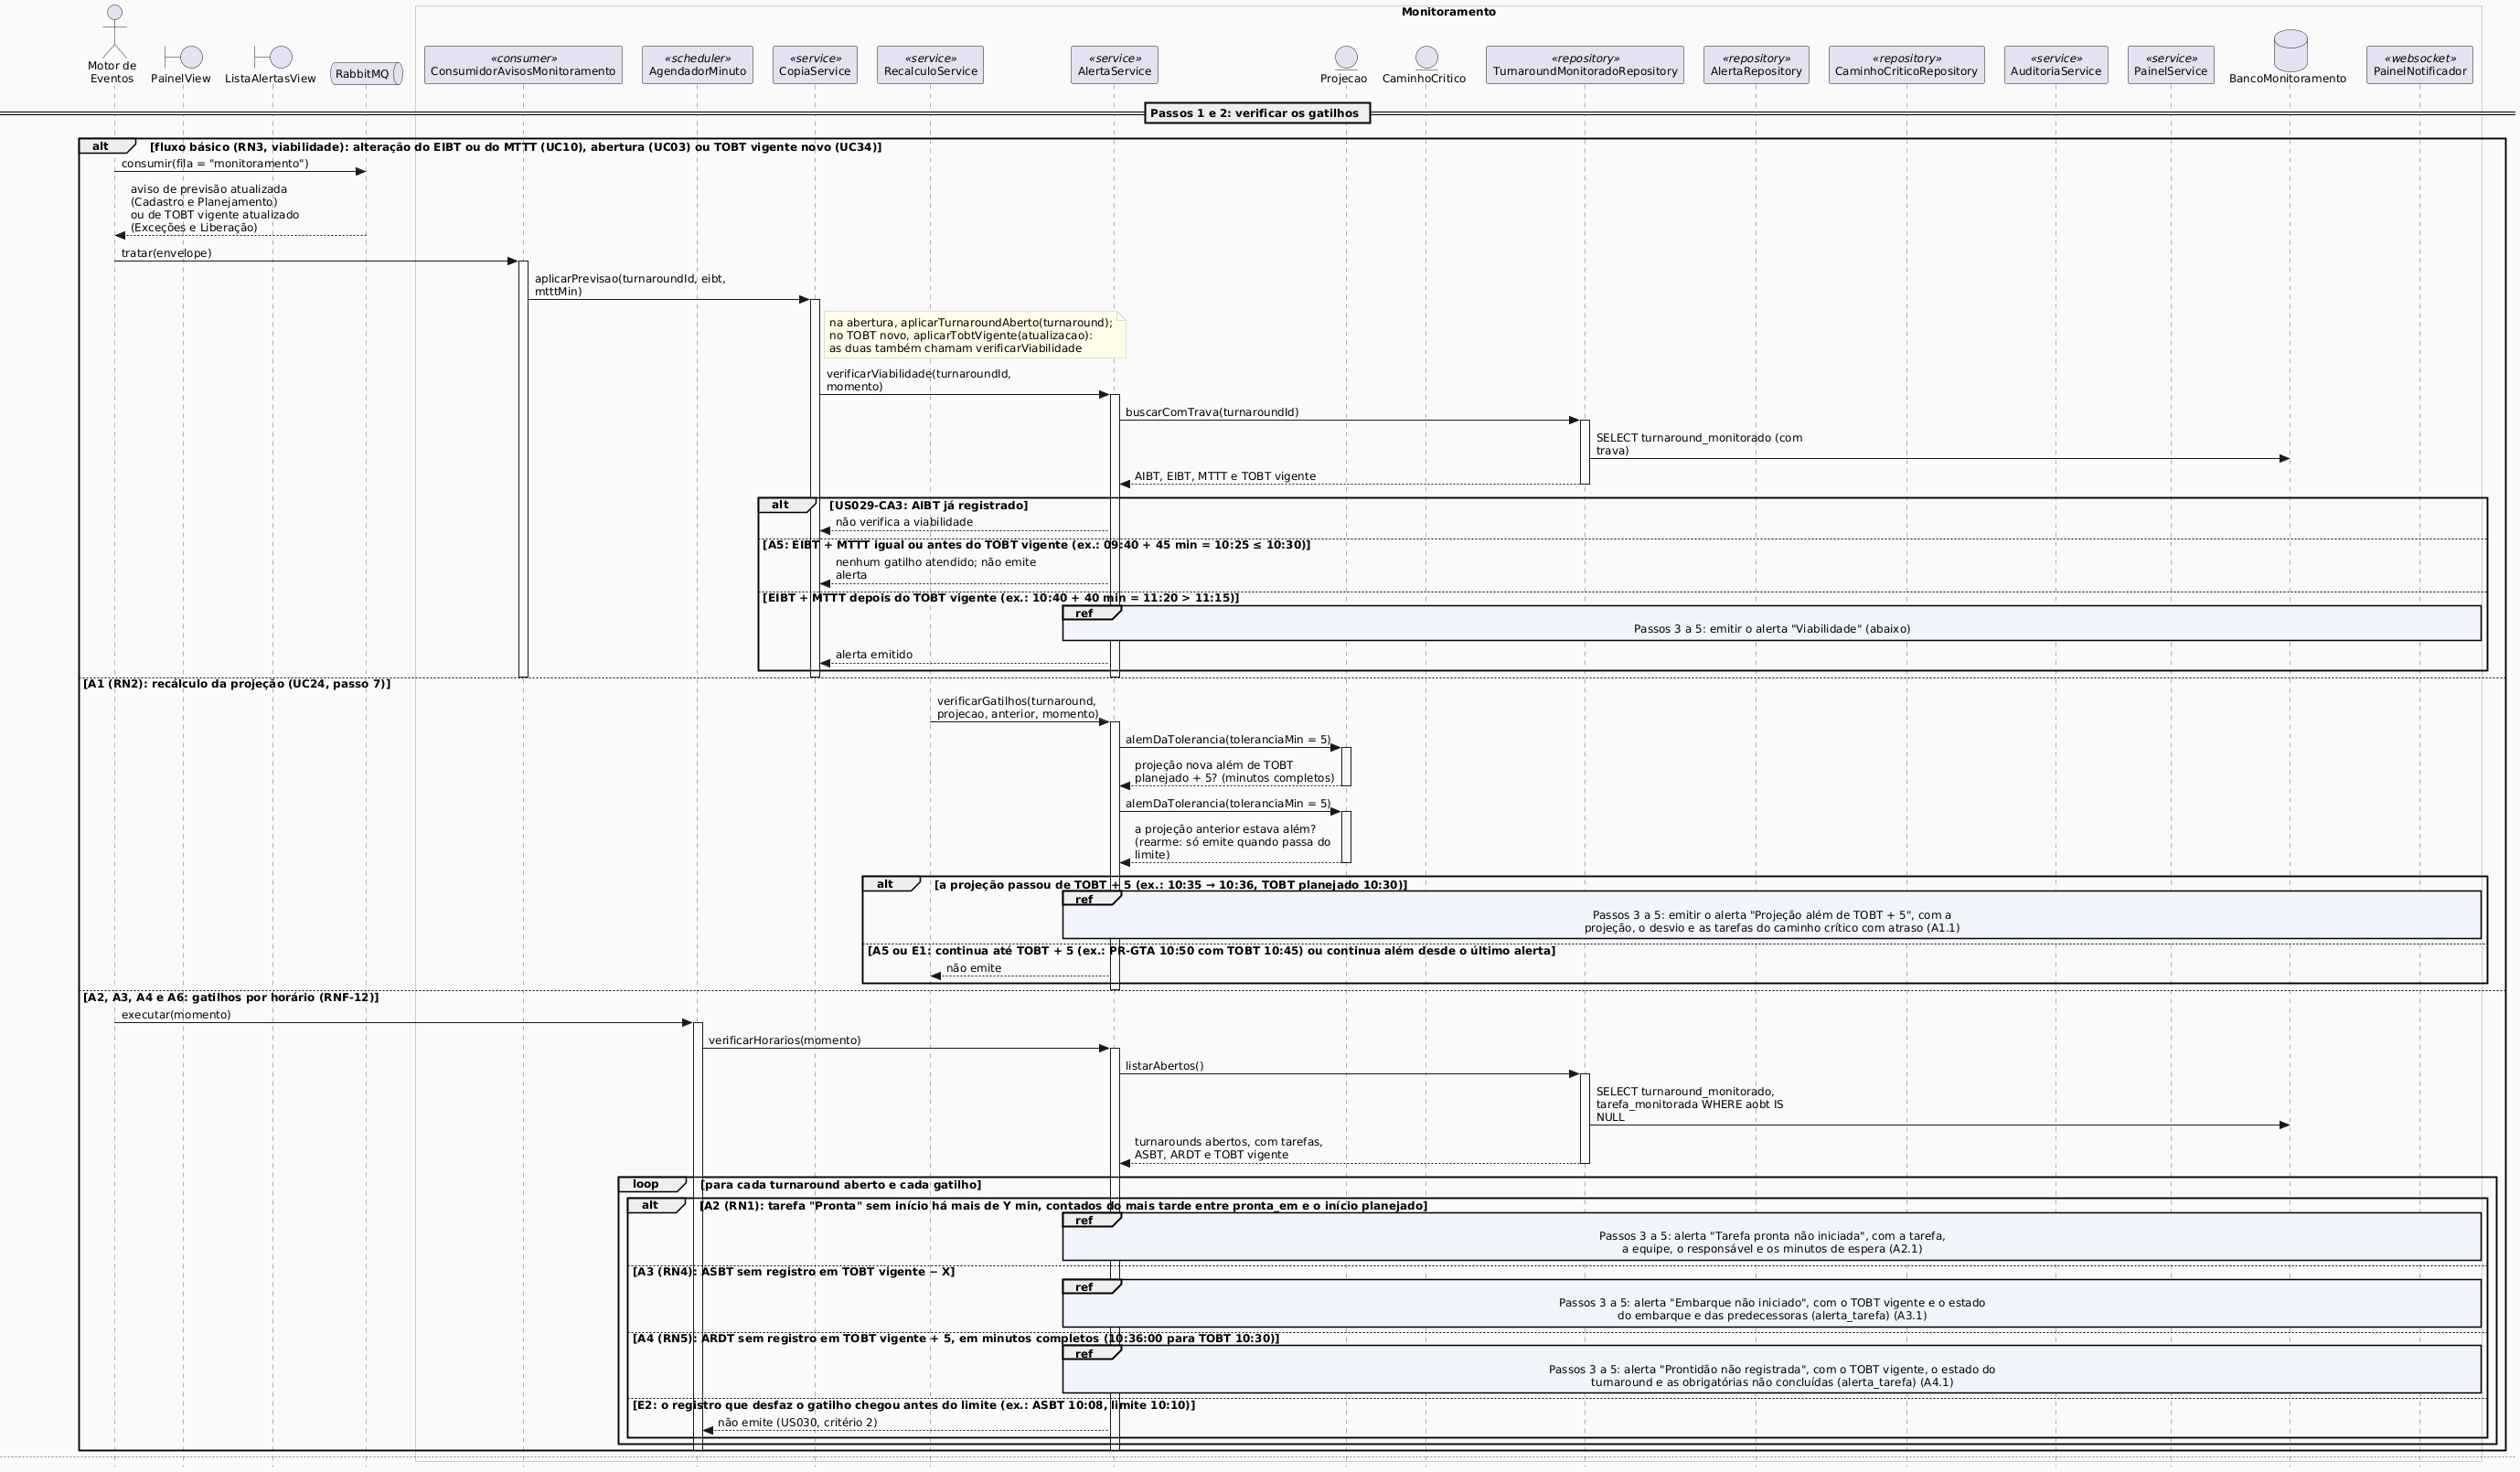 Monitoramento
Motor de
Eventos
PainelView
ListaAlertasView
RabbitMQ
«consumer»
ConsumidorAvisosMonitoramento
«scheduler»
AgendadorMinuto
«service»
CopiaService
«service»
RecalculoService
«service»
AlertaService
Projecao
CaminhoCritico
«repository»
TurnaroundMonitoradoRepository
«repository»
AlertaRepository
«repository»
CaminhoCriticoRepository
«service»
AuditoriaService
«service»
PainelService
BancoMonitoramento
«websocket»
PainelNotificador
Passos 1 e 2: verificar os gatilhos
alt [fluxo básico (RN3, viabilidade): alteração do EIBT ou do MTTT (UC10), abertura (UC03) ou TOBT vigente novo (UC34)]
consumir(fila = "monitoramento")
aviso de previsão atualizada
(Cadastro e Planejamento)
ou de TOBT vigente atualizado
(Exceções e Liberação)
tratar(envelope)
aplicarPrevisao(turnaroundId, eibt,
mtttMin)
na abertura, aplicarTurnaroundAberto(turnaround);
no TOBT novo, aplicarTobtVigente(atualizacao):
as duas também chamam verificarViabilidade
verificarViabilidade(turnaroundId,
momento)
buscarComTrava(turnaroundId)
SELECT turnaround_monitorado (com
trava)
AIBT, EIBT, MTTT e TOBT vigente
alt [US029-CA3: AIBT já registrado]
não verifica a viabilidade
[A5: EIBT + MTTT igual ou antes do TOBT vigente (ex.: 09:40 + 45 min = 10:25 ≤ 10:30)]
nenhum gatilho atendido; não emite
alerta
[EIBT + MTTT depois do TOBT vigente (ex.: 10:40 + 40 min = 11:20 > 11:15)]
ref
Passos 3 a 5: emitir o alerta "Viabilidade" (abaixo)
alerta emitido
[A1 (RN2): recálculo da projeção (UC24, passo 7)]
verificarGatilhos(turnaround,
projecao, anterior, momento)
alemDaTolerancia(toleranciaMin = 5)
projeção nova além de TOBT
planejado + 5? (minutos completos)
alemDaTolerancia(toleranciaMin = 5)
a projeção anterior estava além?
(rearme: só emite quando passa do
limite)
alt [a projeção passou de TOBT + 5 (ex.: 10:35 → 10:36, TOBT planejado 10:30)]
ref
Passos 3 a 5: emitir o alerta "Projeção além de TOBT + 5", com a
projeção, o desvio e as tarefas do caminho crítico com atraso (A1.1)
[A5 ou E1: continua até TOBT + 5 (ex.: PR-GTA 10:50 com TOBT 10:45) ou continua além desde o último alerta]
não emite
[A2, A3, A4 e A6: gatilhos por horário (RNF-12)]
executar(momento)
verificarHorarios(momento)
listarAbertos()
SELECT turnaround_monitorado,
tarefa_monitorada WHERE aobt IS
NULL
turnarounds abertos, com tarefas,
ASBT, ARDT e TOBT vigente
loop [para cada turnaround aberto e cada gatilho]
alt [A2 (RN1): tarefa "Pronta" sem início há mais de Y min, contados do mais tarde entre pronta_em e o início planejado]
ref
Passos 3 a 5: alerta "Tarefa pronta não iniciada", com a tarefa,
a equipe, o responsável e os minutos de espera (A2.1)
[A3 (RN4): ASBT sem registro em TOBT vigente − X]
ref
Passos 3 a 5: alerta "Embarque não iniciado", com o TOBT vigente e o estado
do embarque e das predecessoras (alerta_tarefa) (A3.1)
[A4 (RN5): ARDT sem registro em TOBT vigente + 5, em minutos completos (10:36:00 para TOBT 10:30)]
ref
Passos 3 a 5: alerta "Prontidão não registrada", com o TOBT vigente, o estado do
turnaround e as obrigatórias não concluídas (alerta_tarefa) (A4.1)
[E2: o registro que desfaz o gatilho chegou antes do limite (ex.: ASBT 10:08, limite 10:10)]
não emite (US030, critério 2)